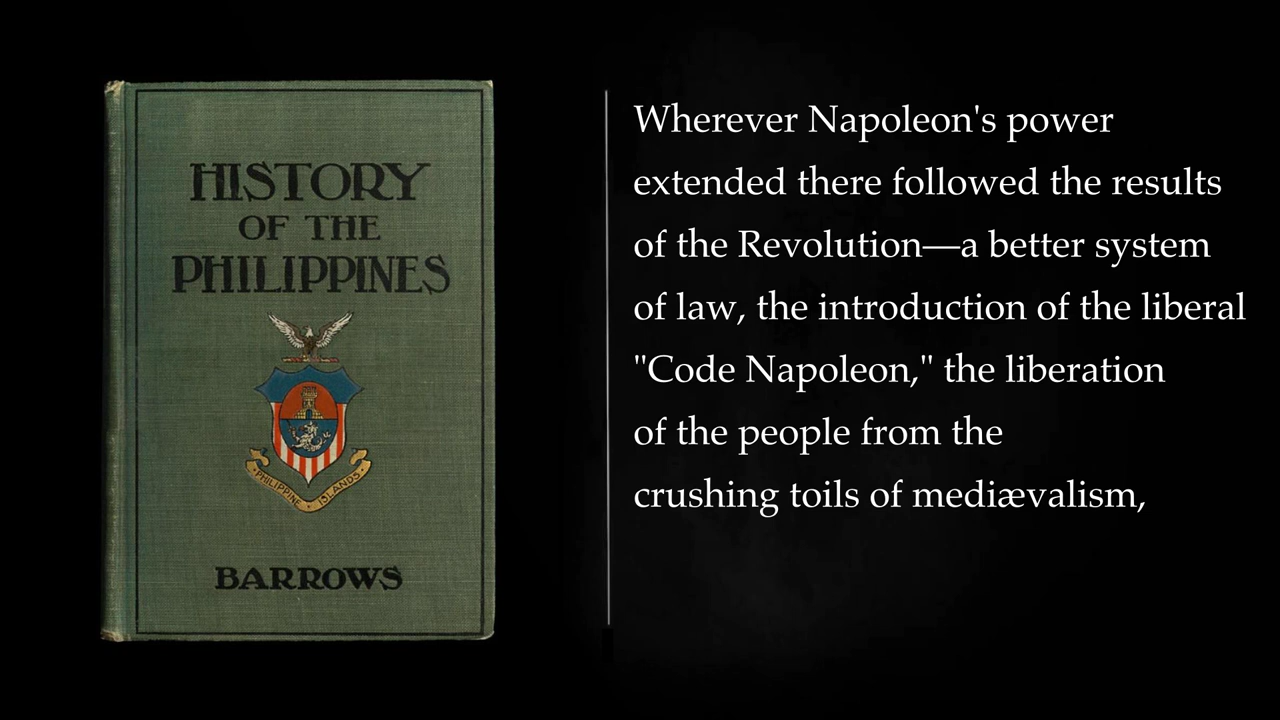 HISTORY
OF THE
PHILIPPINES
PHILIPPINE ISLANDS
BARROWS
Wherever Napoleon's power
extended there followed the results
of the Revolution—a better system
of law, the introduction of the liberal
"Code Napoleon," the liberation
of the people from the
crushing toils of mediævalism,